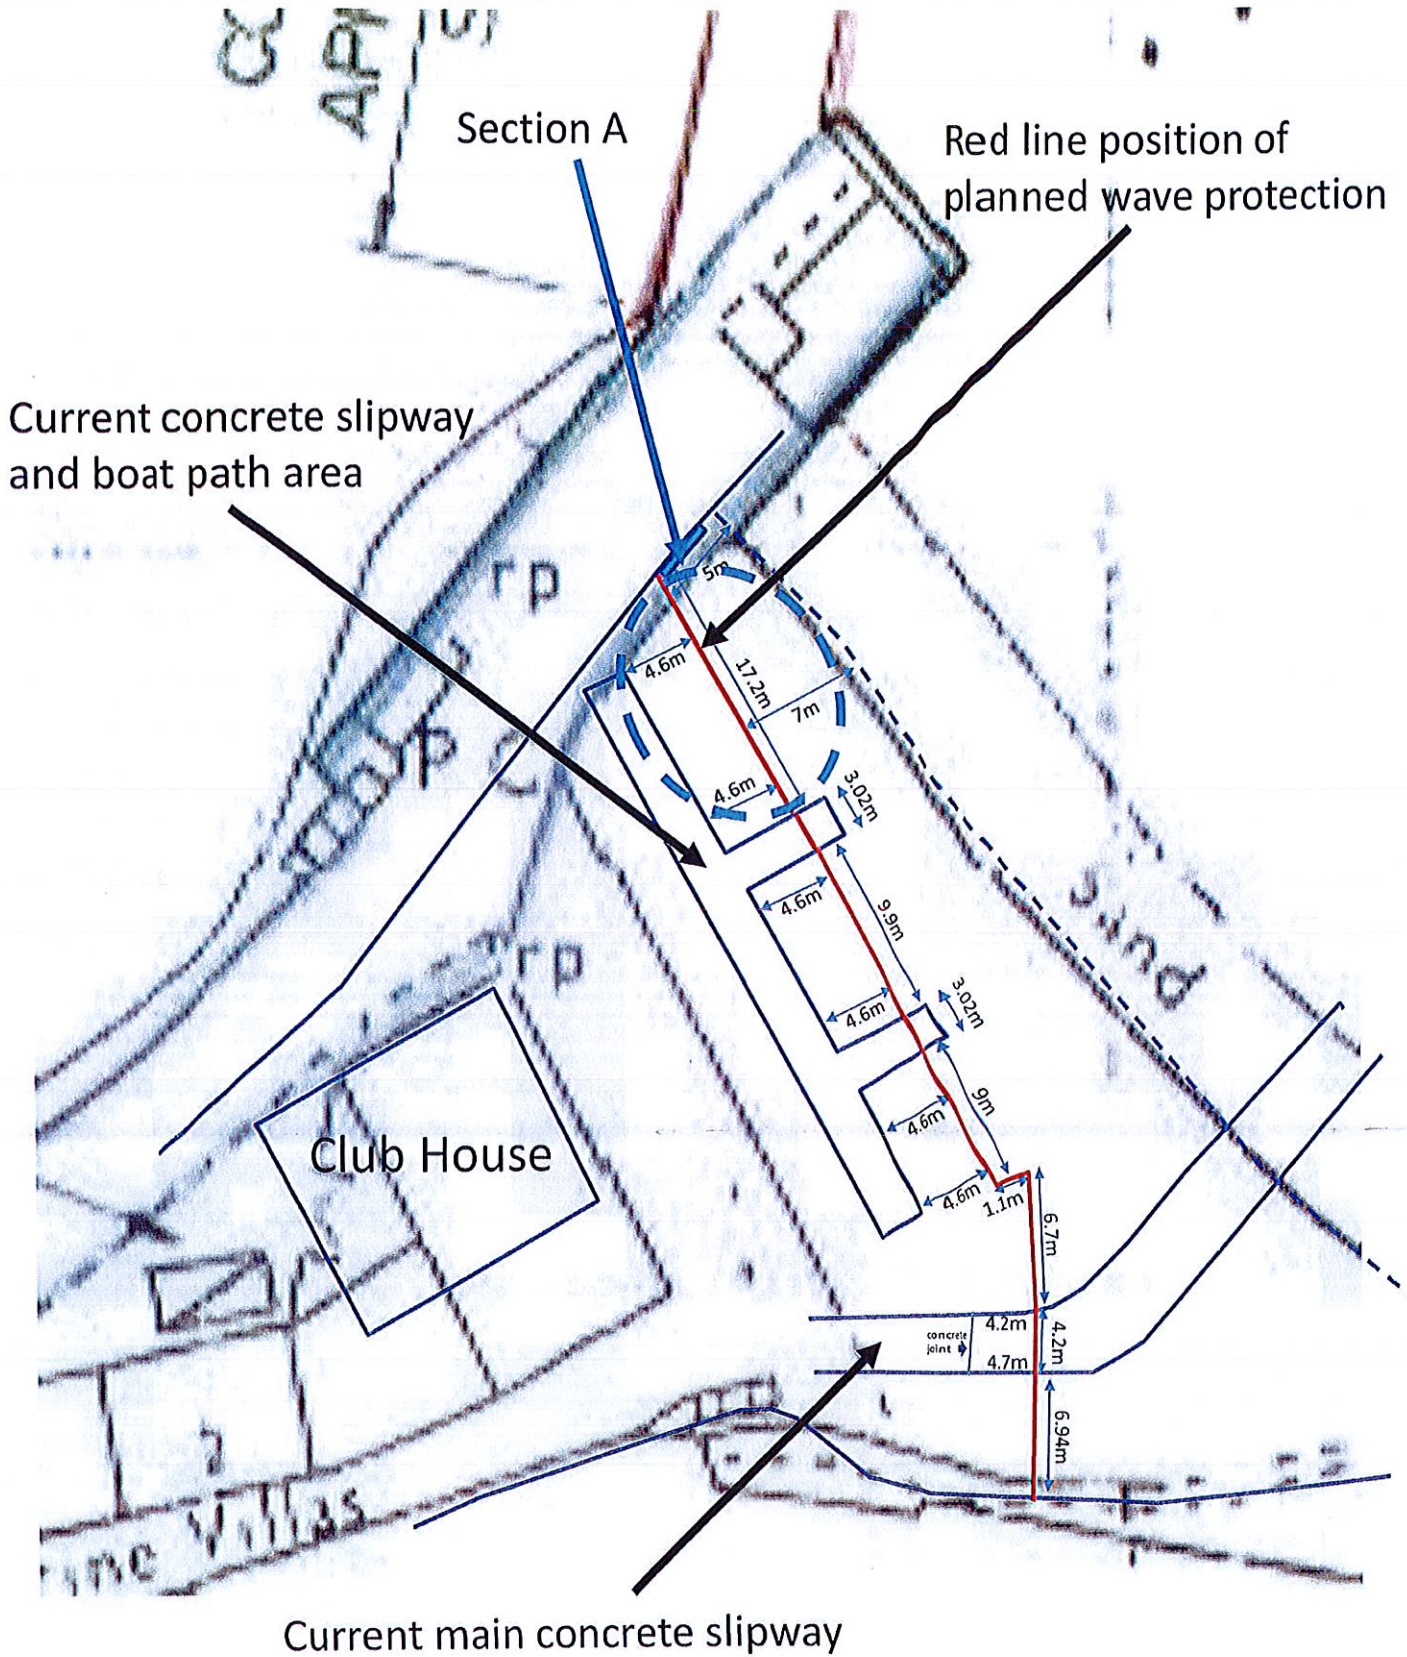 Section A
Red line position of
planned wave protection
Current concrete slipway
and boat path area
rp
5m
4.6m
17.2m
7m
4.6m
3.02m
4.6m
9.9m
rp
4.6m
3.02m
9m
4.6m
Club House
4.6m
1.1m
6.7m
4.2m
concrete
joint
4.2m
4.7m
6.94m
Villas
Current main concrete slipway